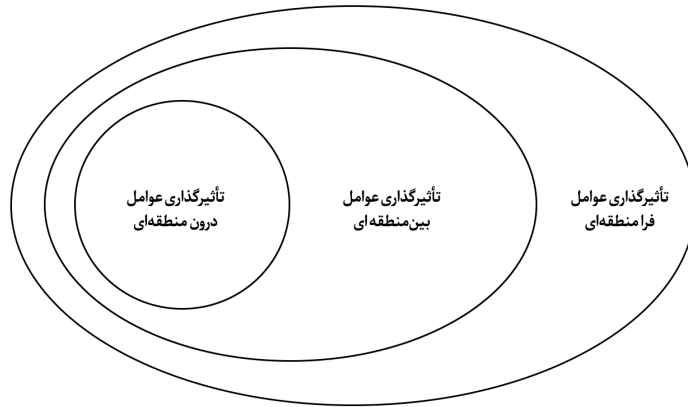 تأثیرگذاری عوامل
فرا منطقه‌ای
تأثیرگذاری عوامل
بین‌منطقه ای
تأثیرگذاری عوامل
درون منطقه‌ای